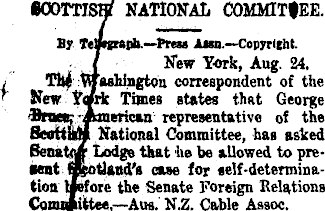 SCOTTISH NATIONAL COMMITTEE.
By Telegraph.—Press Assn.—Copyright.
New York, Aug. 24,
The Washington correspondent of the
New York Times states that George
Bruce, American representative of the
Scottish National Committee, has asked
Senator Lodge that he be allowed to pre-
sent Scotland's case for self-determina-
tion before the Senate Foreign Relations
Committee.—Aus. N.Z. Cable Assoc.